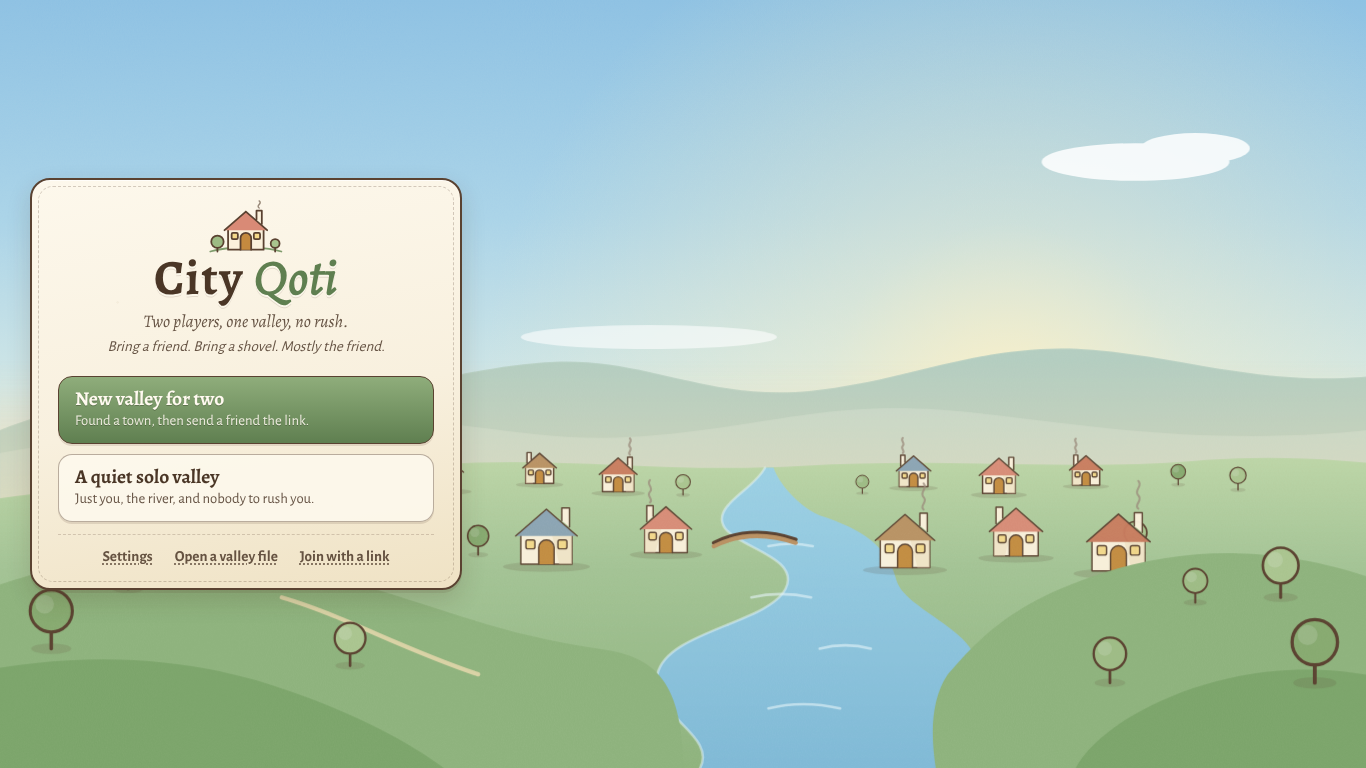 City Qoti
Two players, one valley, no rush.
Bring a friend. Bring a shovel. Mostly the friend.
New valley for two
Found a town, then send a friend the link.
A quiet solo valley
Just you, the river, and nobody to rush you.
Settings Open a valley file Join with a link